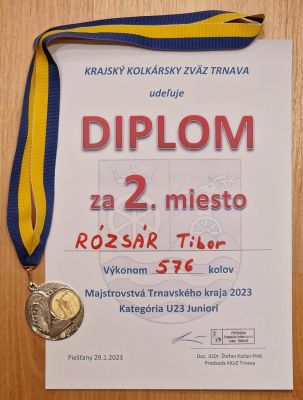 KRAJSKÝ KOLKÁRSKY ZVÄZ TRNAVA
udeľuje
DIPLOM
za 2. miesto
RÓZSÁR Tibor
Výkonom 576 kolov
Majstrovstvá Trnavského kraja 2023
Kategória U23 Juniori
Piešťany 29.1.2023
Doc. JUDr. Štefan Kočan PhD.
Predseda KKoZ Trnava